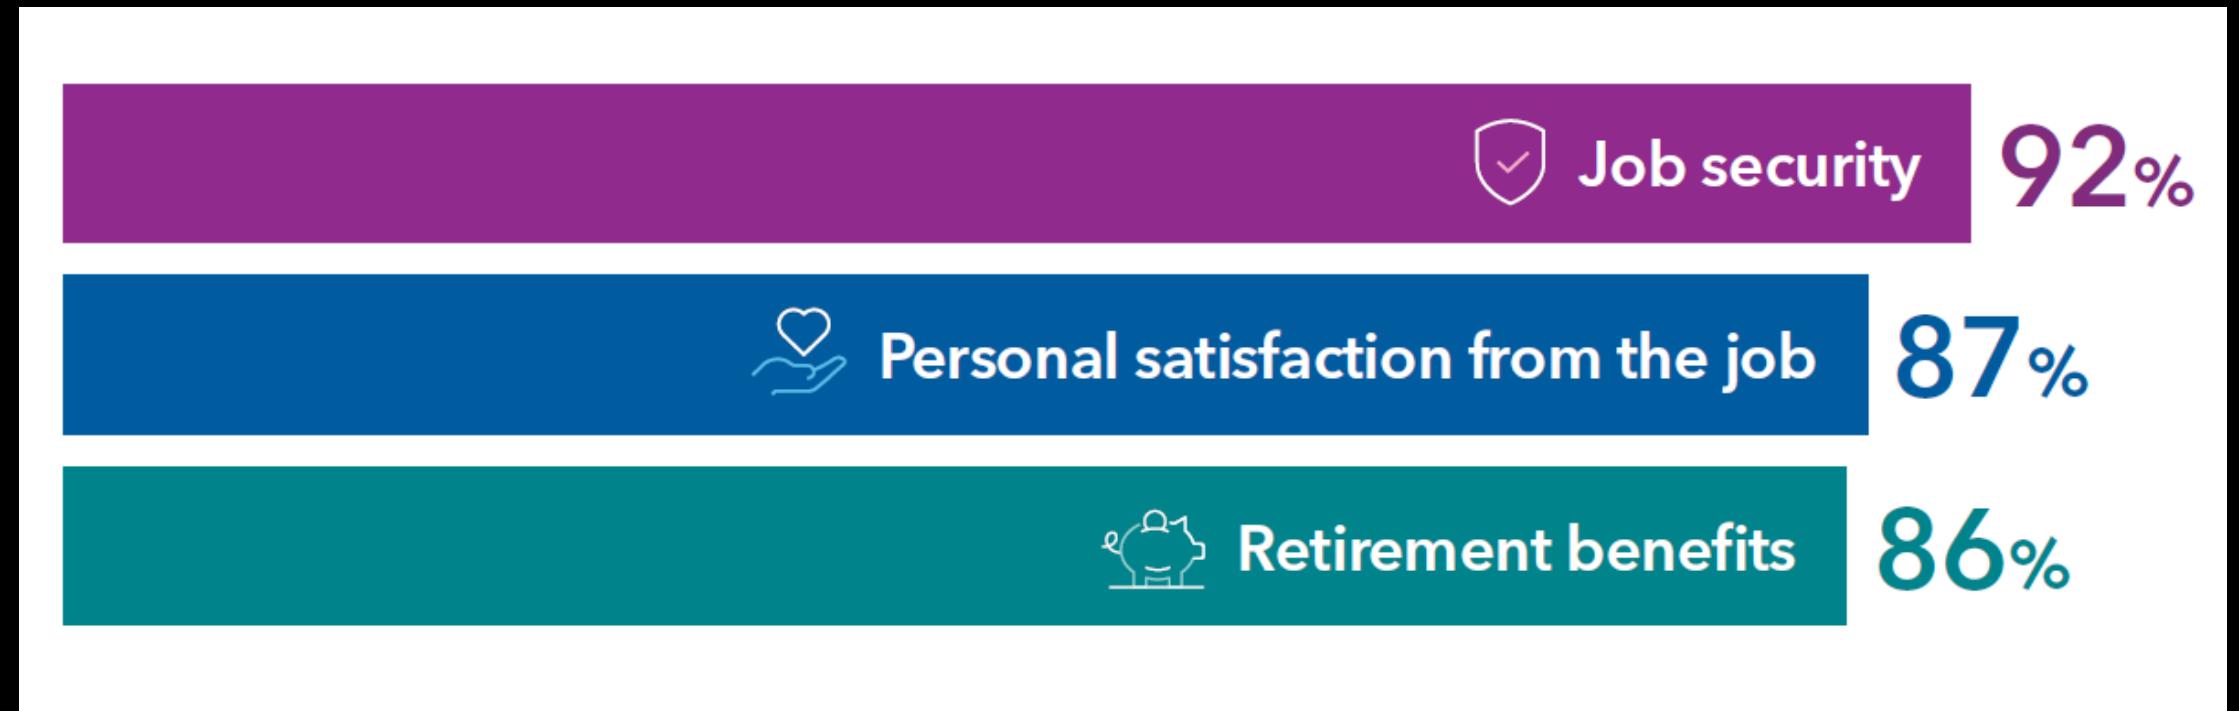 Job security 92%
Personal satisfaction from the job 87%
Retirement benefits 86%